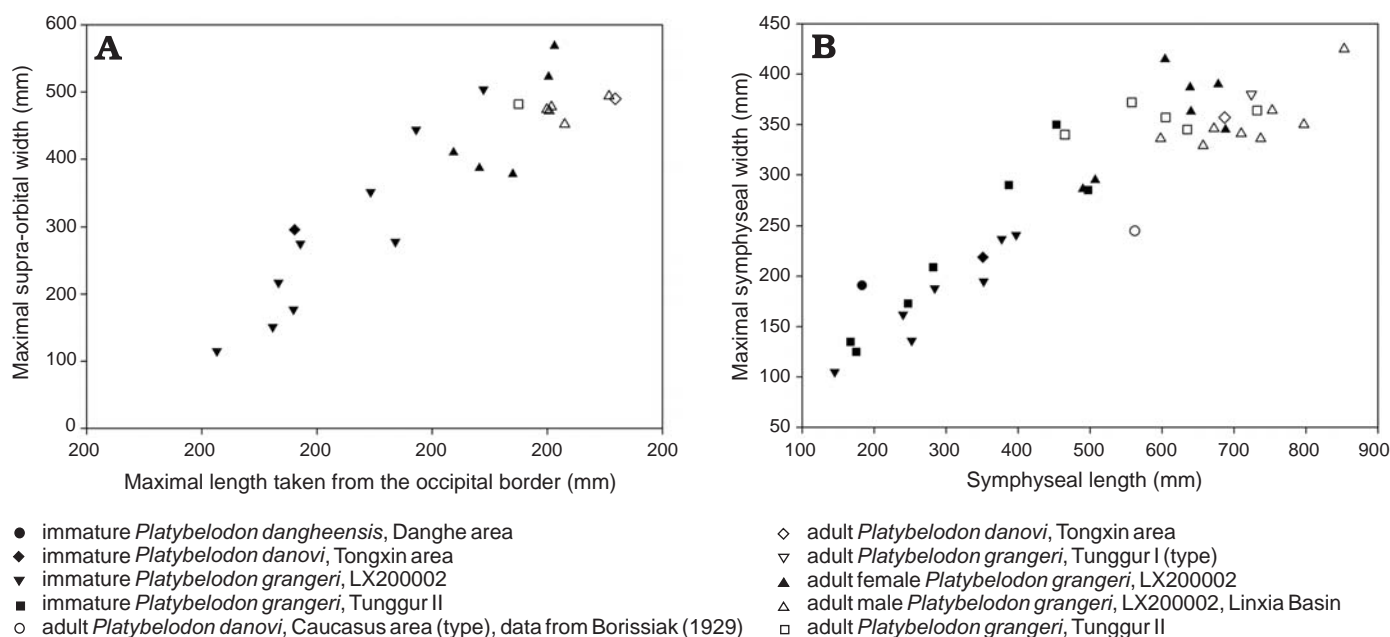 A
600
500
400
300
200
100
0
Maximal supra-orbital width (mm)
200 200 200 200 200 200
Maximal length taken from the occipital border (mm)
B
450
400
350
300
250
200
150
100
50
Maximal symphyseal width (mm)
100 200 300 400 500 600 700 800 900
Symphyseal length (mm)
immature Platybelodon dangheensis, Danghe area
immature Platybelodon danovi, Tongxin area
immature Platybelodon grangeri, LX200002
immature Platybelodon grangeri, Tunggur II
adult Platybelodon danovi, Caucasus area (type), data from Borissiak (1929)
adult Platybelodon danovi, Tongxin area
adult Platybelodon grangeri, Tunggur I (type)
adult female Platybelodon grangeri, LX200002
adult male Platybelodon grangeri, LX200002, Linxia Basin
adult Platybelodon grangeri, Tunggur II